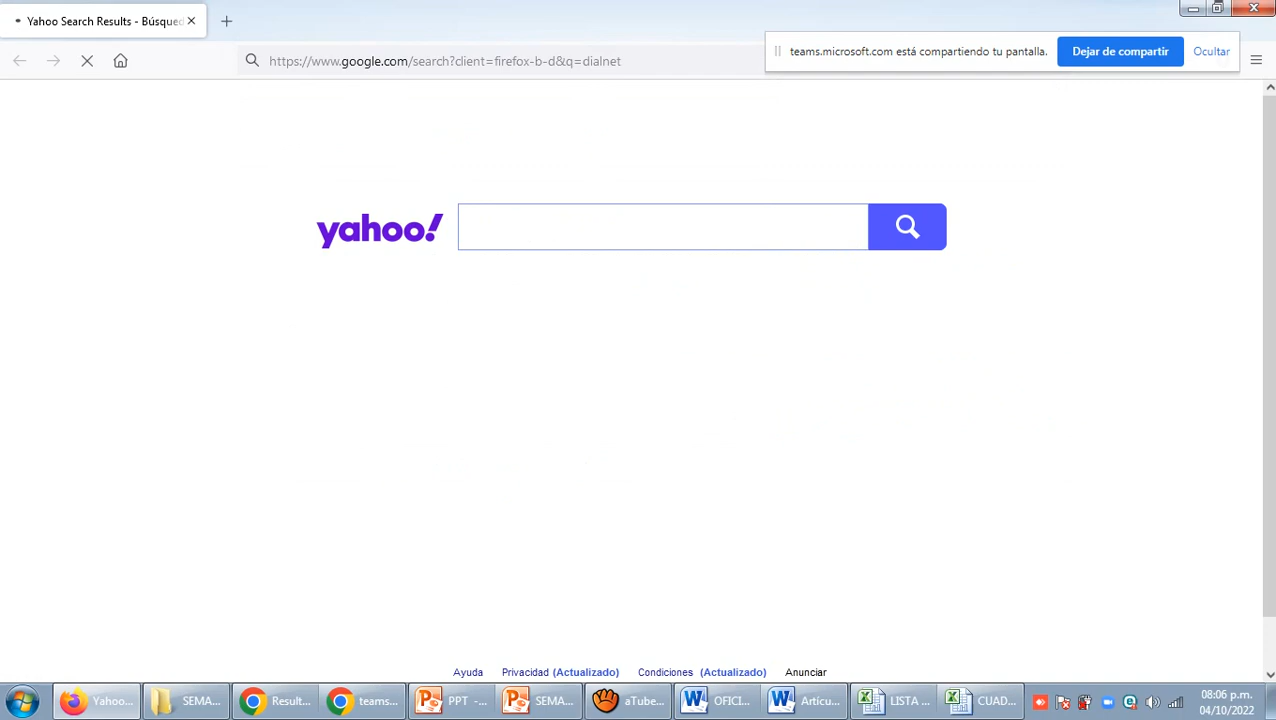 Yahoo Search Results - Búsqued
https://www.google.com/search?client=firefox-b-d&q=dialnet
teams.microsoft.com está compartiendo tu pantalla.
Dejar de compartir
Ocultar
yahoo!
Ayuda Privacidad (Actualizado) Condiciones (Actualizado) Anunciar
Yahoo...
SEMA...
Result...
teams...
PPT -...
SEMA...
aTube...
OFICI...
Artícu...
LISTA ...
CUAD...
08:06 p.m.
04/10/2022